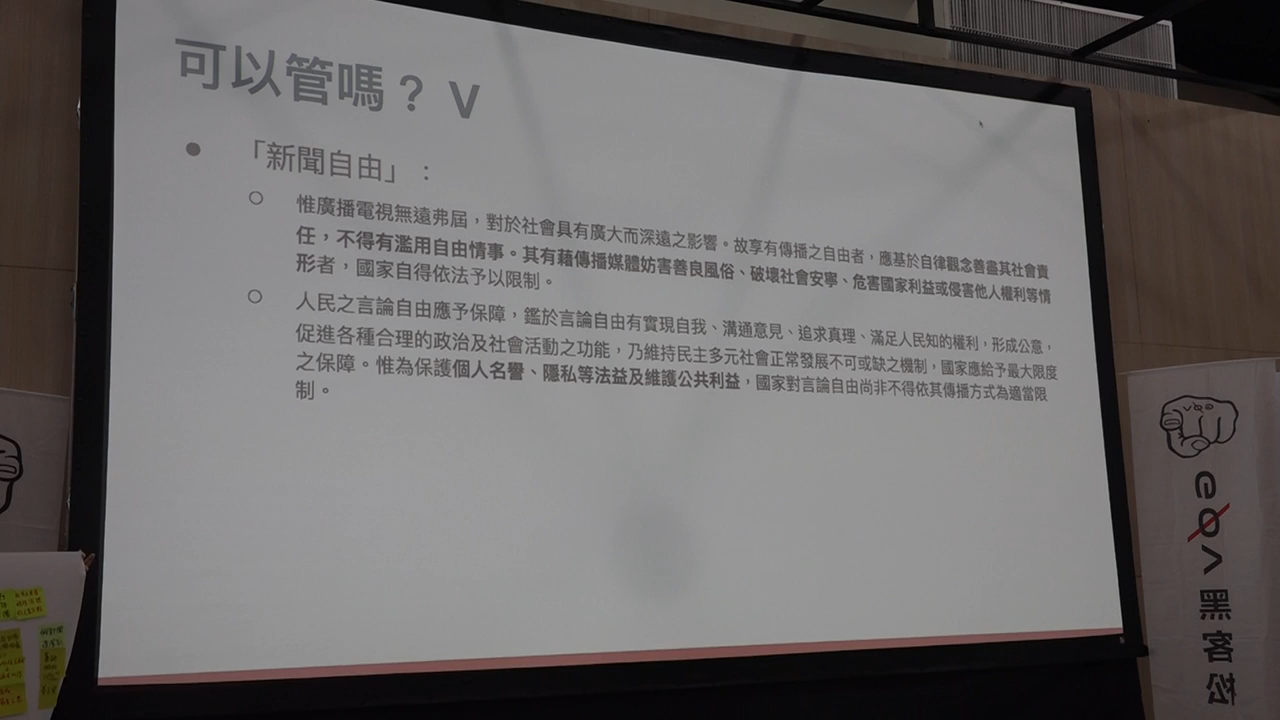 可以管嗎？ V
「新聞自由」：
惟廣播電視無遠弗屆，對於社會具有廣大而深遠之影響。故享有傳播之自由者，應基於自律觀念善盡其社會責
任，不得有濫用自由情事。其有藉傳播媒體妨害善良風俗、破壞社會安寧、危害國家利益或侵害他人權利等情
形者，國家自得依法予以限制。
人民之言論自由應予保障，鑑於言論自由有實現自我、溝通意見、追求真理、滿足人民知的權利，形成公意，
促進各種合理的政治及社會活動之功能，乃維持民主多元社會正常發展不可或缺之機制，國家應給予最大限度
之保障。惟為保護個人名譽、隱私等法益及維護公共利益，國家對言論自由尚非不得依其傳播方式為適當限
制。
黑客松